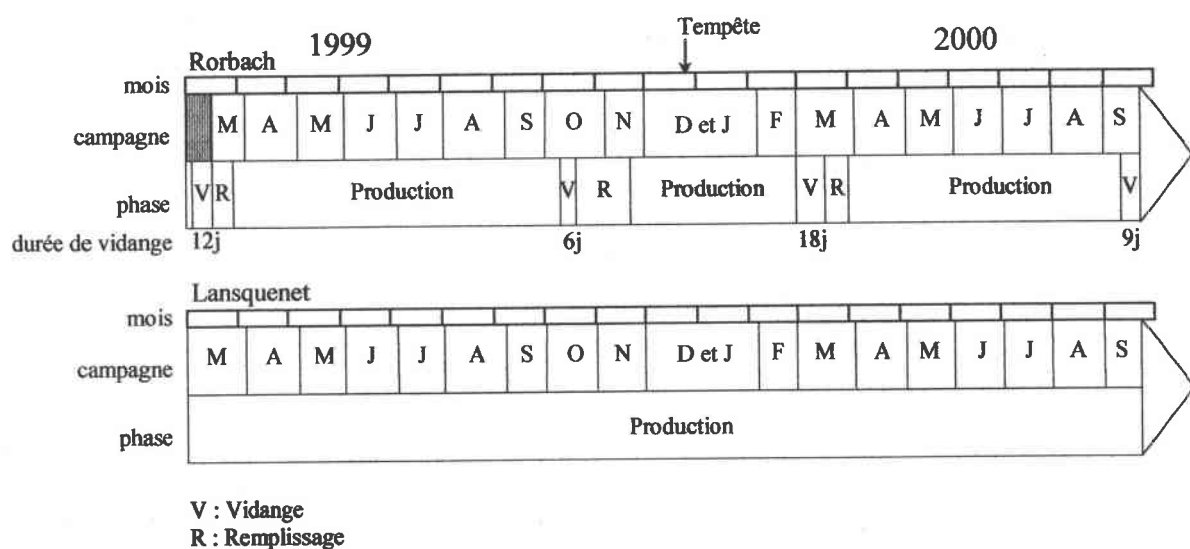 Tempête
1999 2000
Rorbach
mois
campagne M A M J J A S O N D et J F M A M J J A S
phase V R Production V R Production V R Production V
durée de vidange 12j 6j 18j 9j
Lansquenet
mois
campagne M A M J J A S O N D et J F M A M J J A S
phase Production
V : Vidange
R : Remplissage